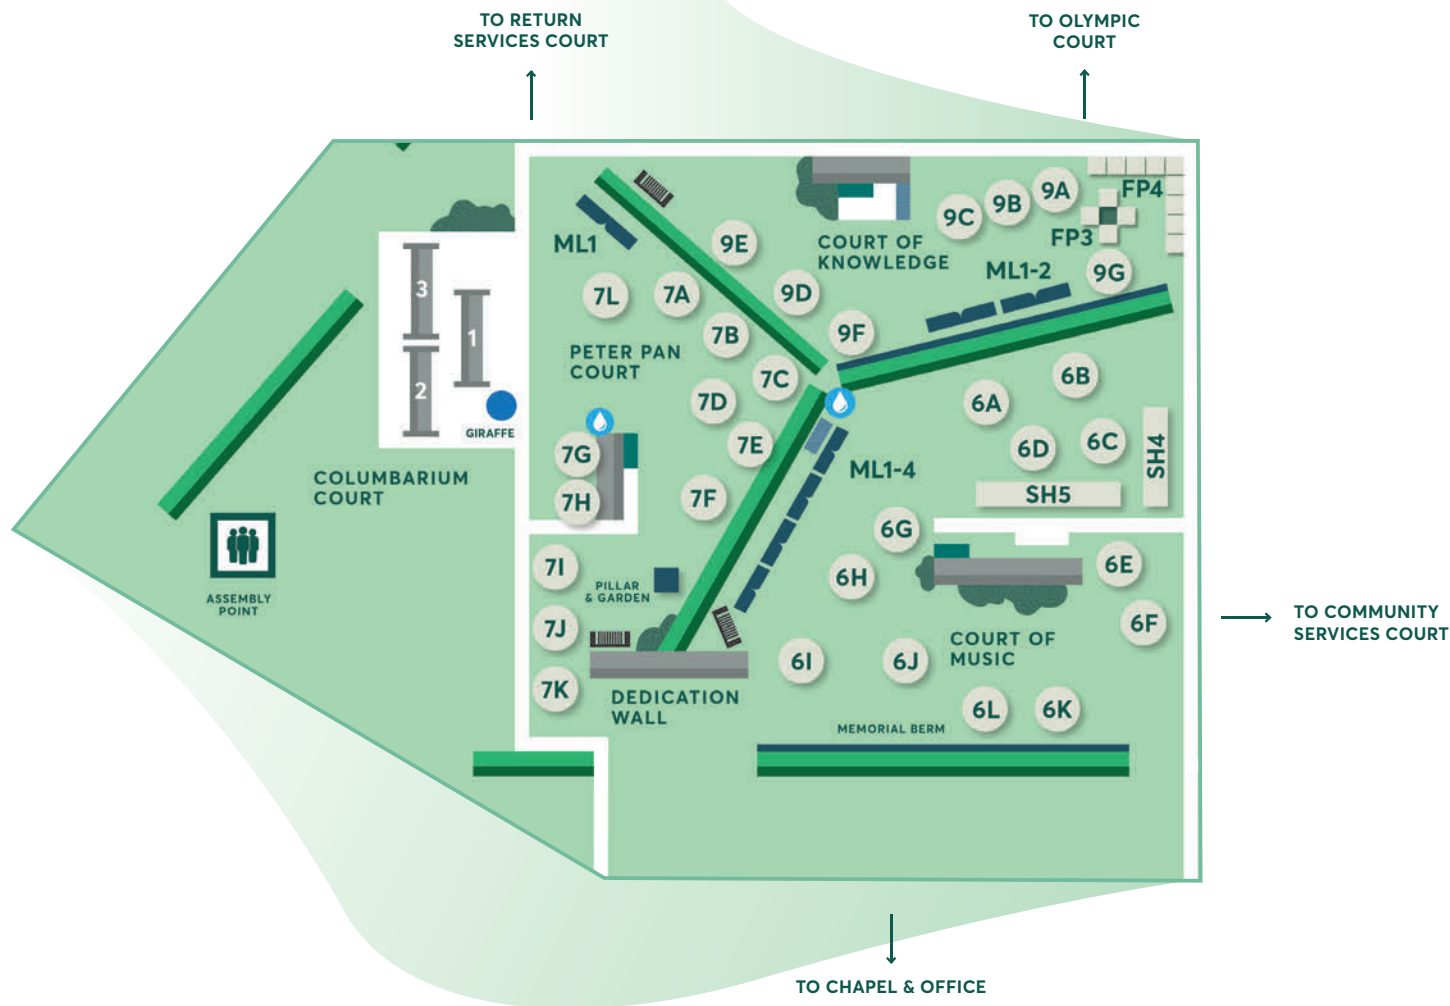 TO RETURN
SERVICES COURT
TO OLYMPIC
COURT
9A
FP4
9B
9C
FP3
ML1
9E
COURT OF
KNOWLEDGE
ML1-2
9G
7L
7A
9D
3
1
2
7B
9F
PETER PAN
COURT
7C
6B
7D
6A
GIRAFFE
7E
6D
6C
SH4
7G
ML1-4
COLUMBARIUM
COURT
7H
7F
SH5
6G
7I
PILLAR
& GARDEN
6H
6E
ASSEMBLY
POINT
7J
6F
TO COMMUNITY
SERVICES COURT
COURT OF
MUSIC
6I
6J
7K
DEDICATION
WALL
6L
6K
MEMORIAL BERM
TO CHAPEL & OFFICE